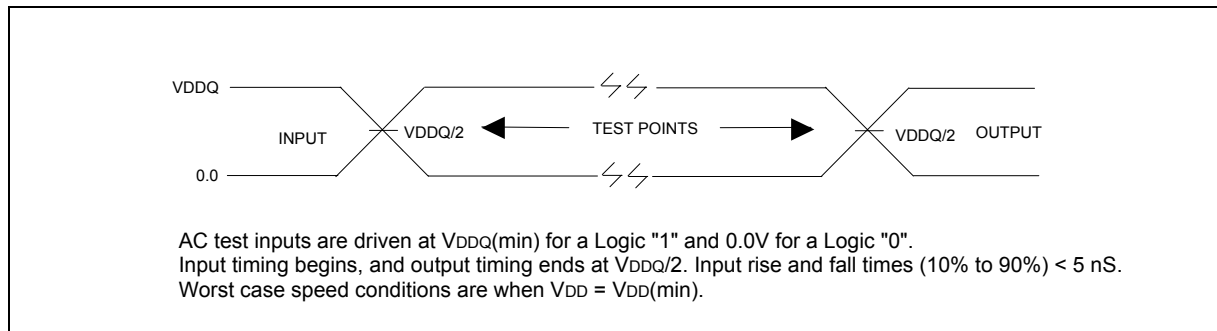 VDDQ
INPUT
VDDQ/2
TEST POINTS
VDDQ/2
OUTPUT
0.0
AC test inputs are driven at VDDQ(min) for a Logic "1" and 0.0V for a Logic "0".
Input timing begins, and output timing ends at VDDQ/2. Input rise and fall times (10% to 90%) < 5 nS.
Worst case speed conditions are when VDD = VDD(min).